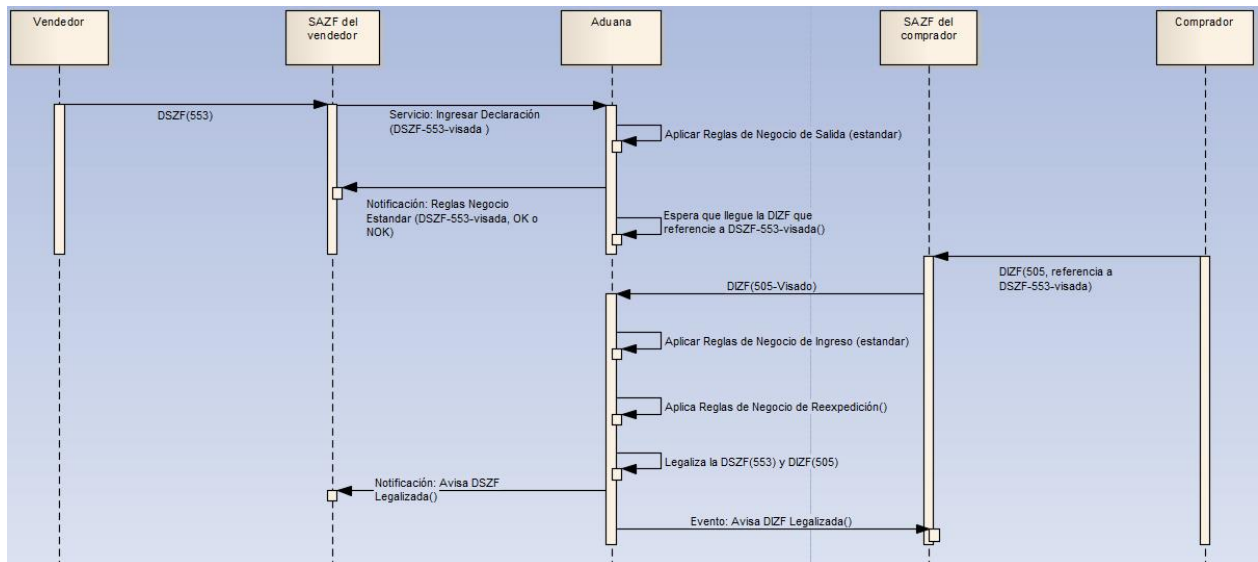 Vendedor
SAZF del
vendedor
Aduana
SAZF del
comprador
Comprador
DSZF(553)
Servicio: Ingresar Declaración
(DSZF-553-visada )
Aplicar Reglas de Negocio de Salida (estandar)
Notificación: Reglas Negocio
Estandar (DSZF-553-visada, OK o
NOK)
Espera que llegue la DIZF que
referencie a DSZF-553-visada()
DIZF(505, referencia a
DSZF-553-visada)
DIZF(505-Visado)
Aplicar Reglas de Negocio de Ingreso (estandar)
Aplica Reglas de Negocio de Reexpedición()
Legaliza la DSZF(553) y DIZF(505)
Notificación: Avisa DSZF
Legalizada()
Evento: Avisa DIZF Legalizada()